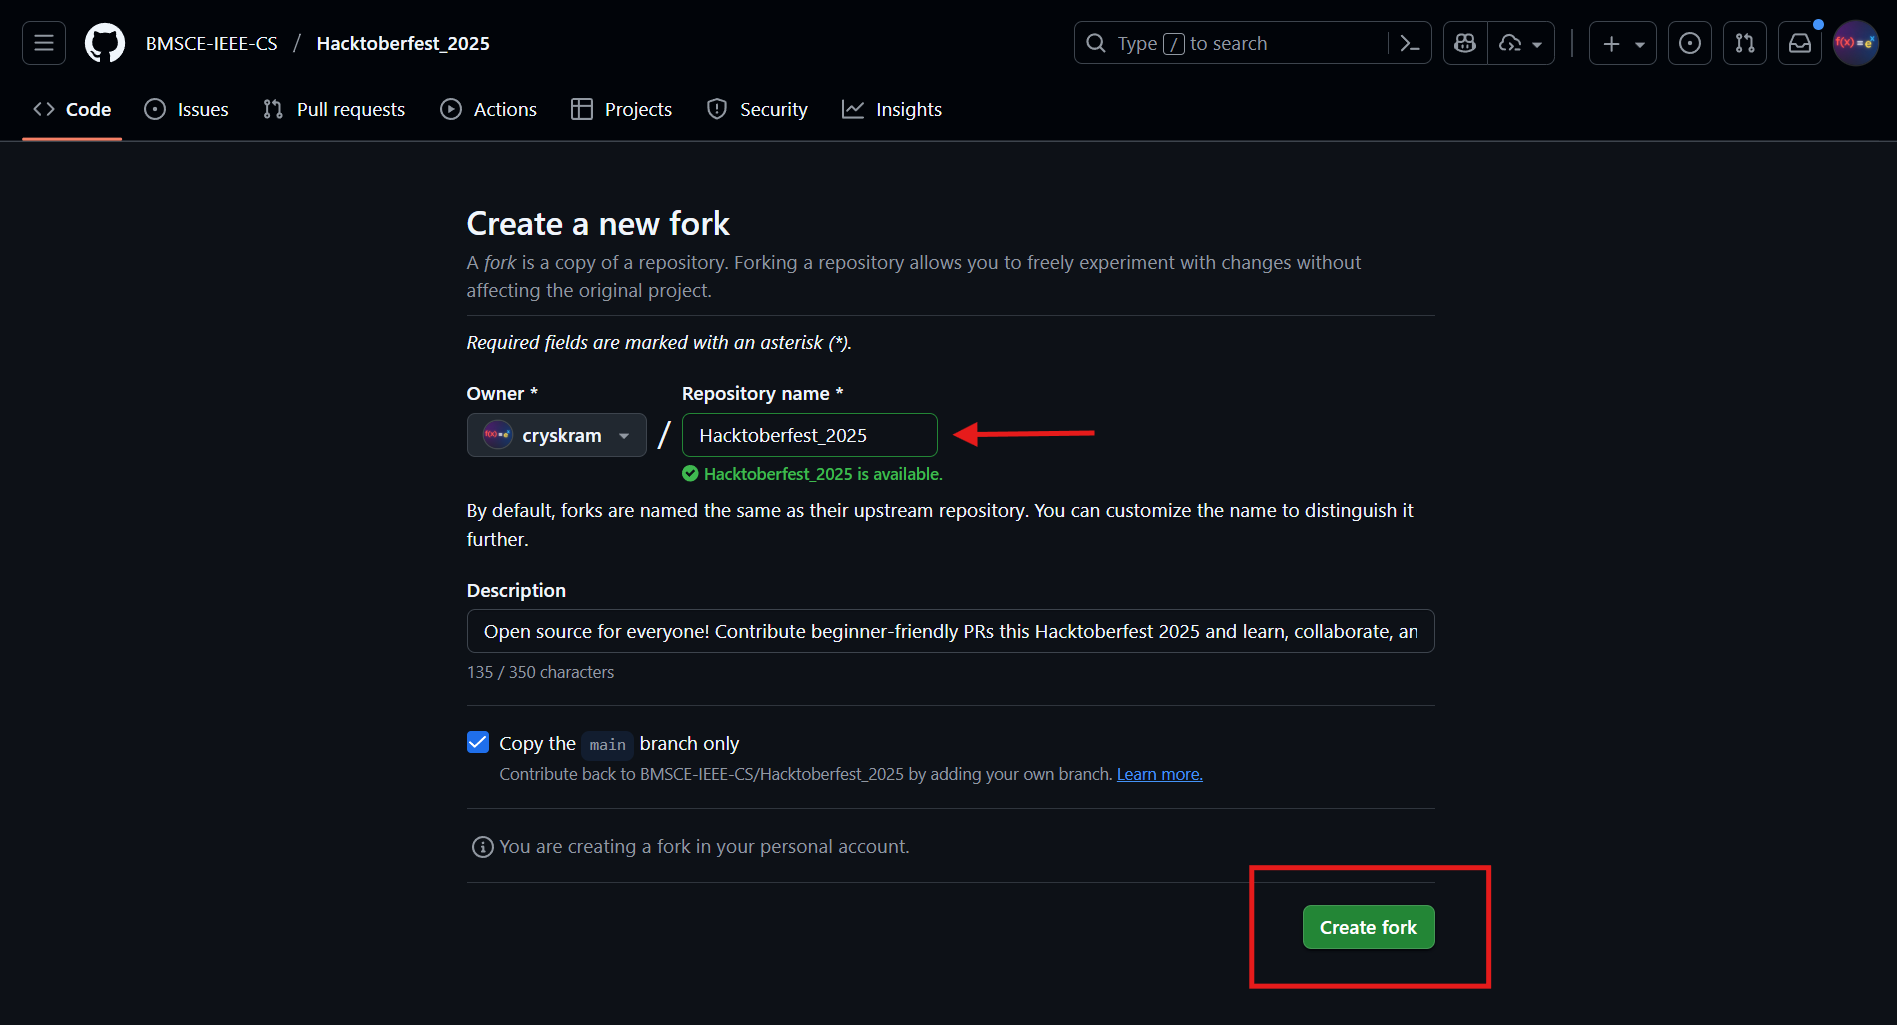 BMSCE-IEEE-CS / Hacktoberfest_2025
Type / to search
Code Issues Pull requests Actions Projects Security Insights
Create a new fork
A fork is a copy of a repository. Forking a repository allows you to freely experiment with changes without
affecting the original project.
Required fields are marked with an asterisk (*).
Owner * Repository name *
cryskram / Hacktoberfest_2025
Hacktoberfest_2025 is available.
By default, forks are named the same as their upstream repository. You can customize the name to distinguish it
further.
Description
Open source for everyone! Contribute beginner-friendly PRs this Hacktoberfest 2025 and learn, collaborate, an
135 / 350 characters
Copy the main branch only
Contribute back to BMSCE-IEEE-CS/Hacktoberfest_2025 by adding your own branch. Learn more.
You are creating a fork in your personal account.
Create fork